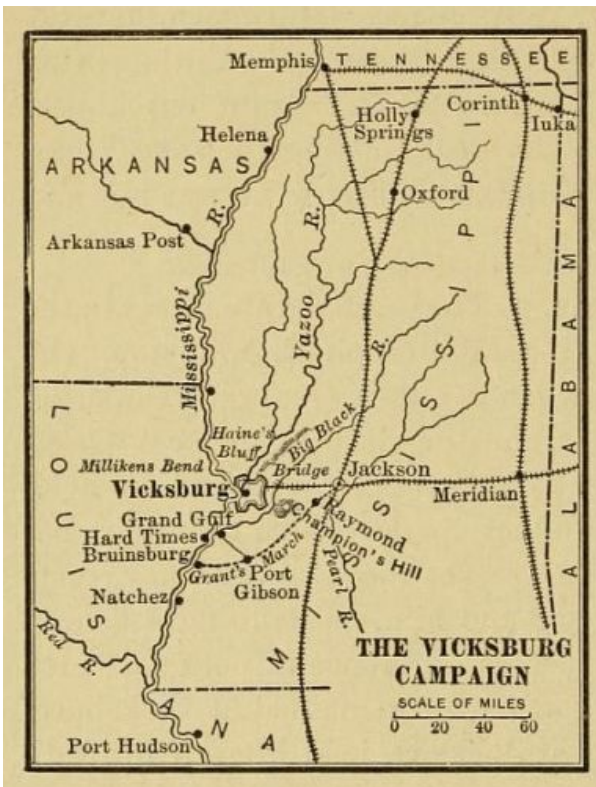 Memphis
TENNESSEE
Corinth
Iuka
Holly
Springs
Helena
ARKANSAS
Oxford
Arkansas Post
Mississippi R.
Yazoo R.
MISSISSIPPI
ALABAMA
LOUISIANA
Haine's
Bluff
Big Black R.
Millikens Bend
Bridge
Jackson
Vicksburg
Meridian
Grand Gulf
Raymond
Champion's Hill
Hard Times
Bruinsburg
Grant's March
Port
Gibson
Pearl R.
Natchez
Red R.
Port Hudson
THE VICKSBURG
CAMPAIGN
SCALE OF MILES
0 20 40 60